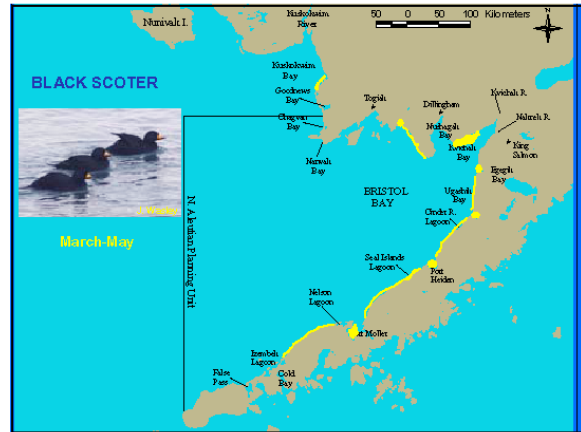 Nunivak I.
Kuskokwim
River
50 0 50 100 Kilometers
N
BLACK SCOTER
Kuskokwim
Bay
Goodnews
Bay
Chagvan
Bay
Nanvak
Bay
Togiak
Dillingham
Nushagak
Bay
Kvichak R.
Naknek R.
Kvichak
Bay
King
Salmon
Egegik
Bay
BRISTOL
BAY
Ugashik
Bay
Cinder R.
Lagoon
March-May
N. Aleutian Planning Unit
Seal Islands
Lagoon
Port
Heiden
Nelson
Lagoon
Moller
Izembek
Lagoon
Cold
Bay
False
Pass